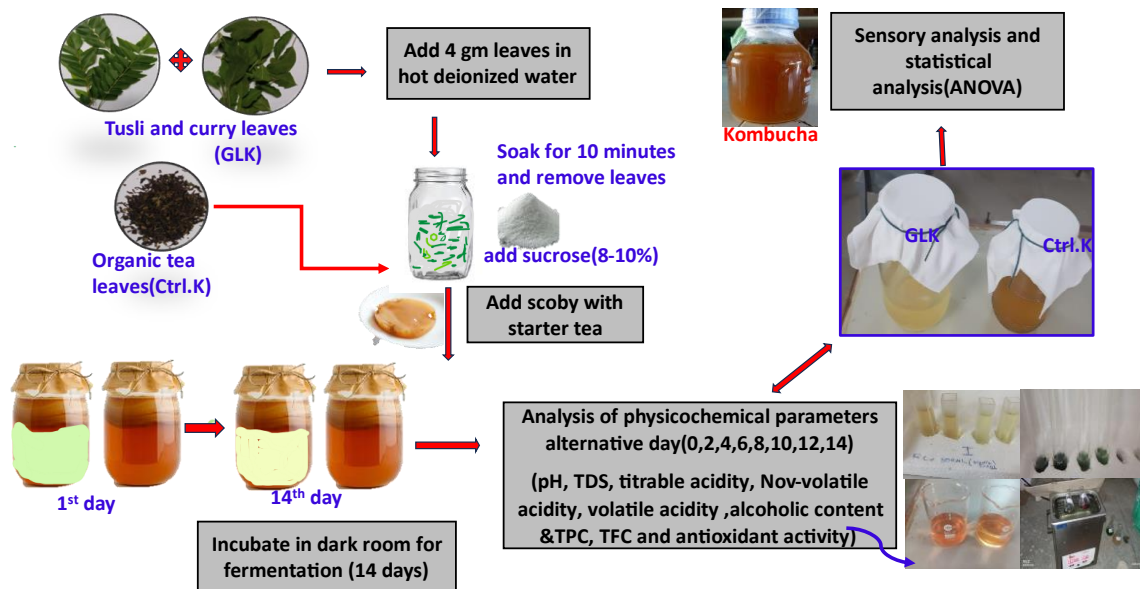 Add 4 gm leaves in
hot deionized water
Tusli and curry leaves
(GLK)
Soak for 10 minutes
and remove leaves
add sucrose(8-10%)
Organic tea
leaves(Ctrl.K)
Add scoby with
starter tea
1st day
14th day
Incubate in dark room for
fermentation (14 days)
Analysis of physicochemical parameters
alternative day(0,2,4,6,8,10,12,14)
(pH, TDS, titrable acidity, Nov-volatile
acidity, volatile acidity ,alcoholic content
&TPC, TFC and antioxidant activity)
GLK
Ctrl.K
Kombucha
Sensory analysis and
statistical
analysis(ANOVA)